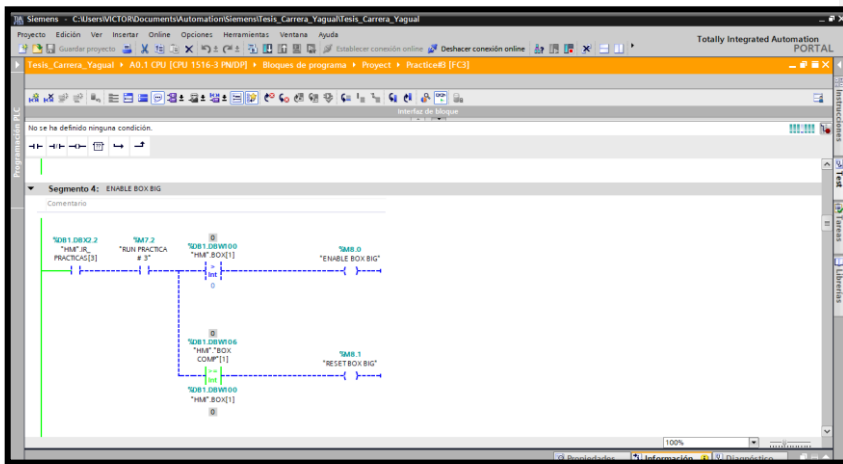 Siemens - C:\Users\VICTOR\Documents\Automation\Siemens\Tesis_Carrera_Yagual\Tesis_Carrera_Yagual
Proyecto Edición Ver Insertar Online Opciones Herramientas Ventana Ayuda
Totally Integrated Automation
PORTAL
Guardar proyecto
Establecer conexión online
Deshacer conexión online
Tesis_Carrera_Yagual ▸ A0.1 CPU [CPU 1516-3 PN/DP] ▸ Bloques de programa ▸ Proyect ▸ Practice#3 [FC3]
Interfaz de bloque
Programación PLC
No se ha definido ninguna condición.
Segmento 4: ENABLE BOX BIG
Comentario
%DB1.DBX2.2
"HMI".IR_
PRACTICAS[3]
%M7.2
"RUN PRACTICA
# 3"
0
%DB1.DBW100
"HMI".BOX[1]
Int
0
%M8.0
"ENABLE BOX BIG"
0
%DB1.DBW106
"HMI"."BOX
COMP"[1]
Int
%DB1.DBW100
"HMI".BOX[1]
0
%M8.1
"RESET BOX BIG"
100%
Propiedades
Información
Diagnóstico
Instrucciones
Test
Tareas
Librerías